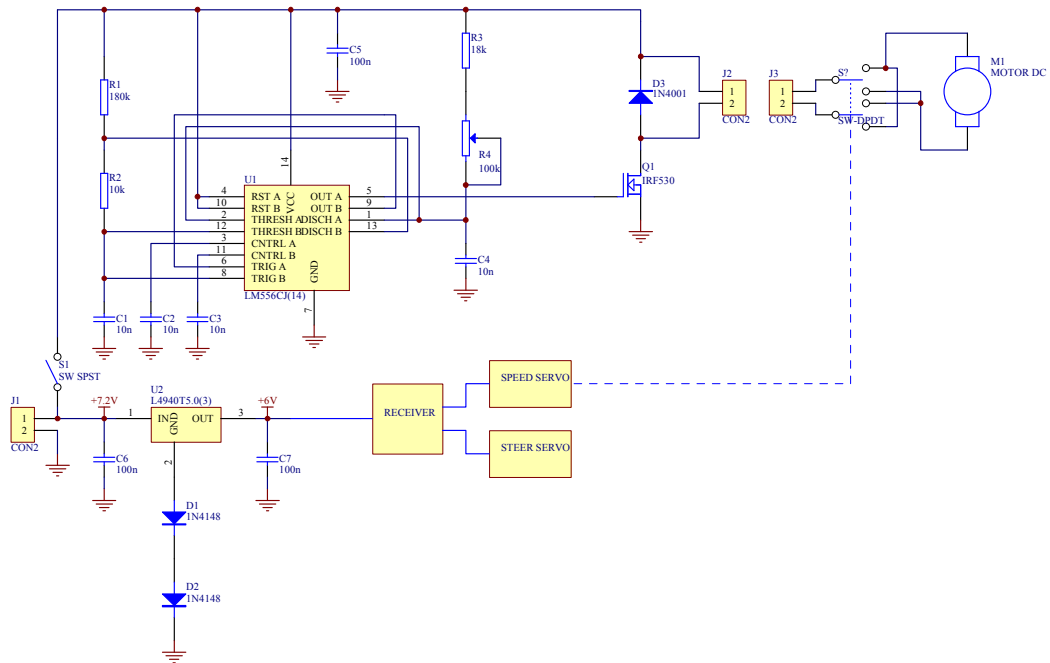 C5
100n
R3
18k
R1
180k
D3
1N4001
J2
1
2
CON2
J3
1
2
CON2
S?
SW-DPDT
M1
MOTOR DC
R4
100k
R2
10k
Q1
IRF530
U1
14
VCC
4 RST A OUT A 5
10 RST B OUT B 9
2 THRESH A DISCH A 1
12 THRESH B DISCH B 13
3 CNTRL A
11 CNTRL B
6 TRIG A
8 TRIG B
GND
7
LM556CJ(14)
C4
10n
C1
10n
C2
10n
C3
10n
S1
SW SPST
J1
1
2
CON2
+7.2V
U2
L4940T5.0(3)
1 IN OUT 3
GND
2
+6V
C6
100n
C7
100n
RECEIVER
SPEED SERVO
STEER SERVO
D1
1N4148
D2
1N4148